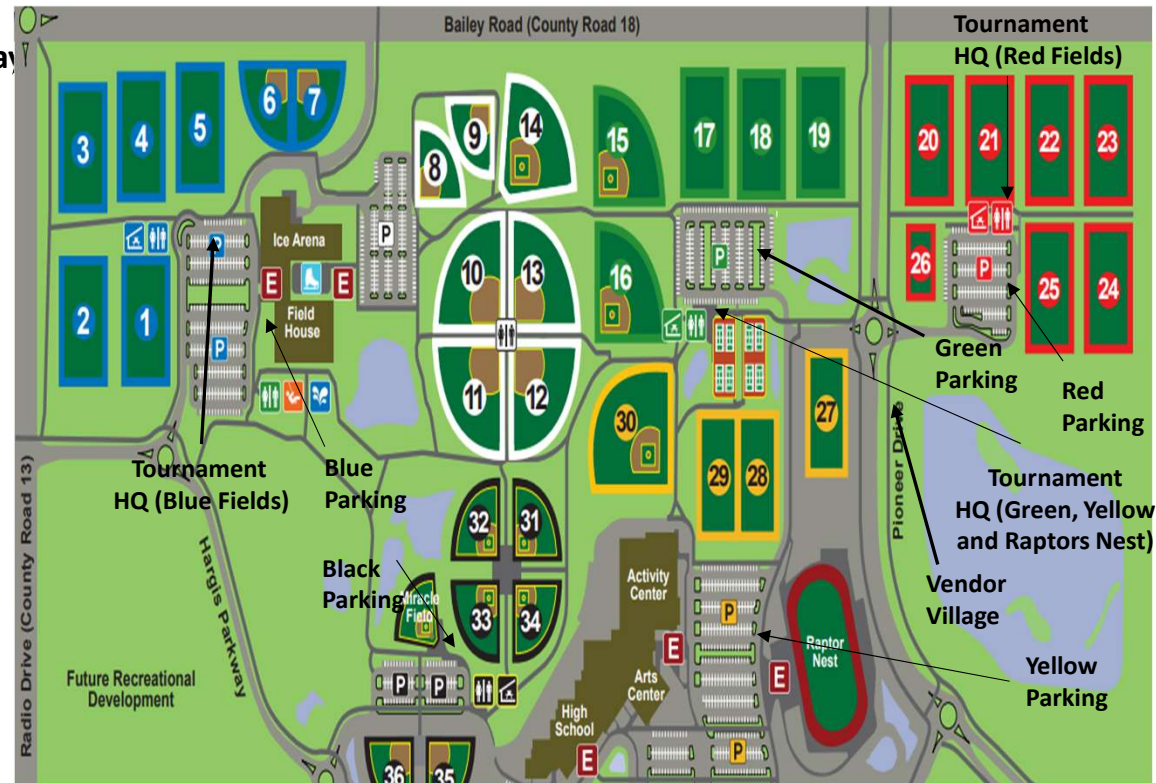 Bailey Road (County Road 18)
Tournament
HQ (Red Fields)
3
4
5
6
7
8
9
14
15
17
18
19
20
21
22
23
P
Ice Arena
P
E
E
Field
House
P
2
1
10
13
11
12
16
P
26
P
25
24
Green
Parking
Red
Parking
27
30
29
28
Tournament
HQ (Blue Fields)
Blue
Parking
Tournament
HQ (Green, Yellow
and Raptors Nest)
Pioneer Drive
Vendor
Village
Radio Drive (County Road 13)
Hargis Parkway
32
31
33
34
Black
Parking
Miracle
Field
Activity
Center
P
E
Raptor
Nest
E
Yellow
Parking
Arts
Center
High
School
E
P
P
P
Future Recreational
Development
36
35